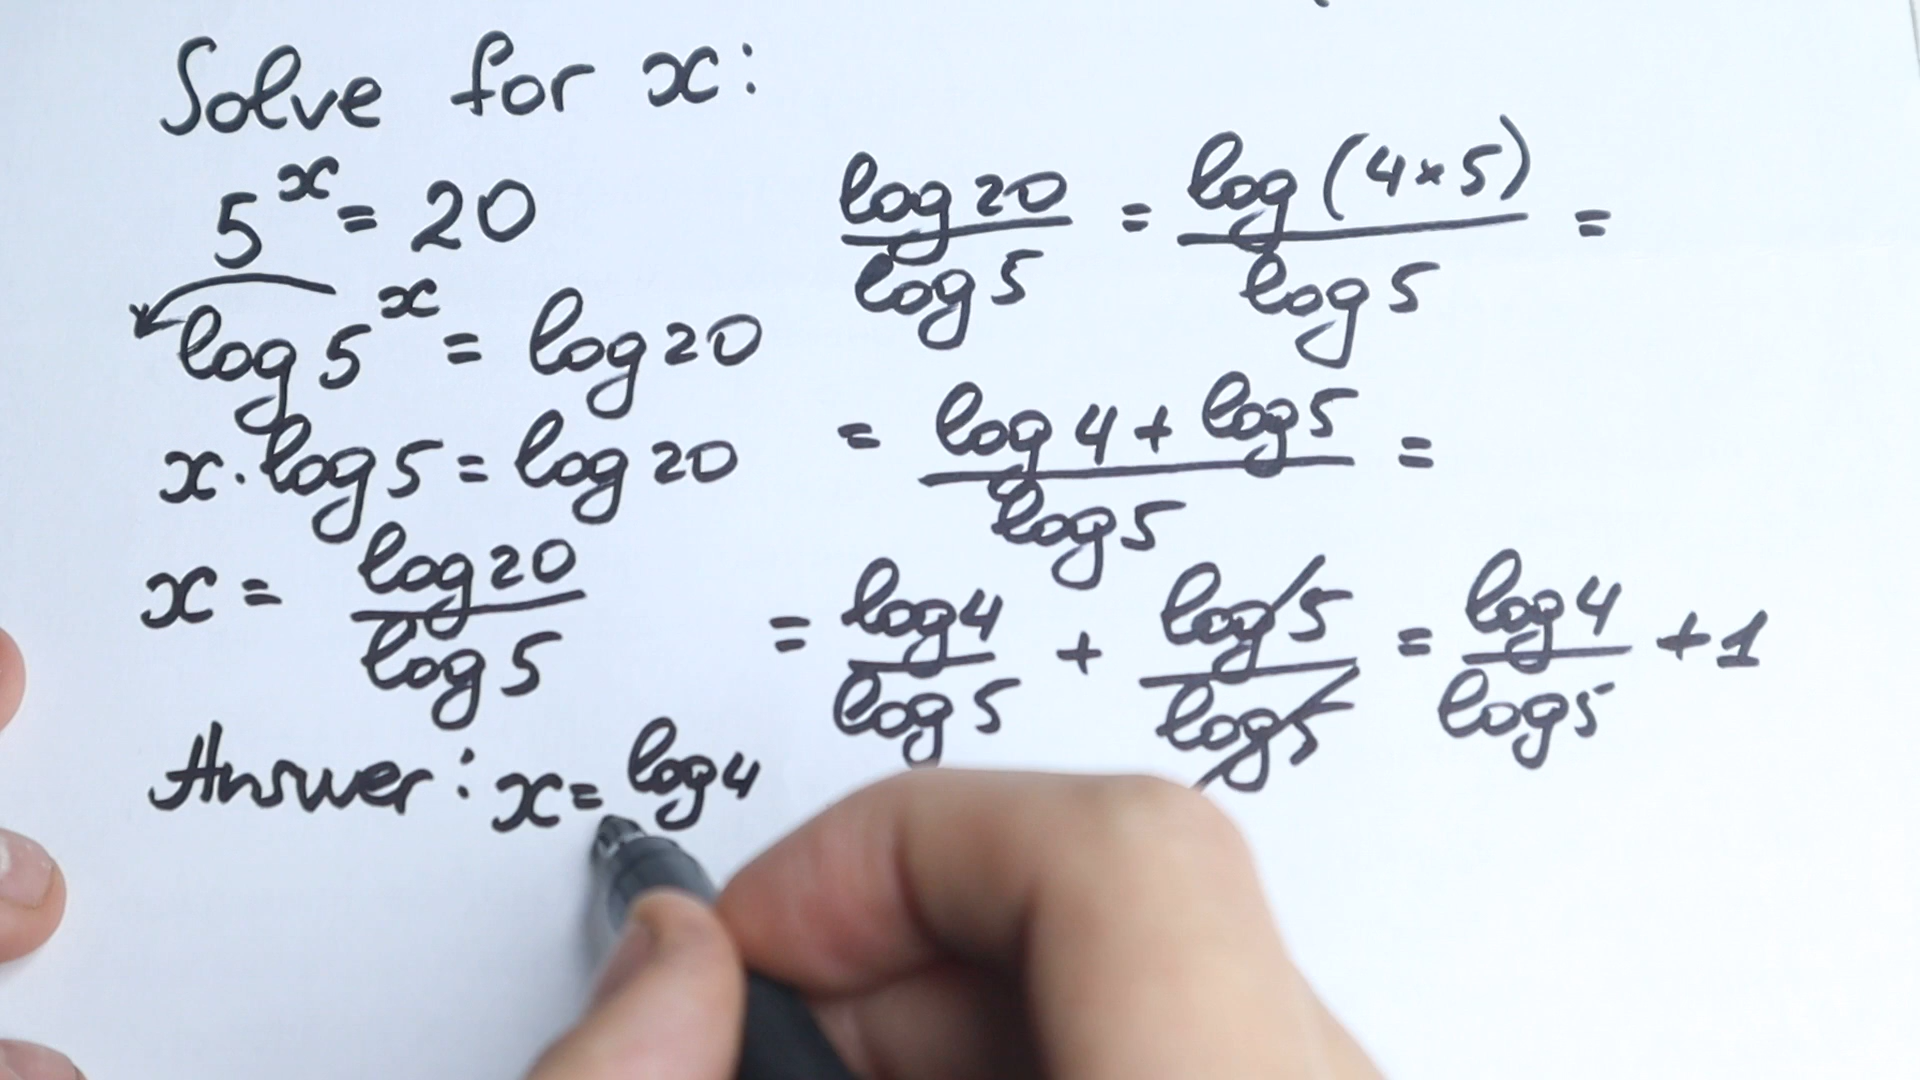 Solve for x:
5^x = 20
log 5^x = log 20
x · log 5 = log 20
x = log 20 / log 5
Answer: x = log 4
log 20 / log 5 = log (4 × 5) / log 5 =
= (log 4 + log 5) / log 5 =
= log 4 / log 5 + log 5 / log 5 = log 4 / log 5 + 1